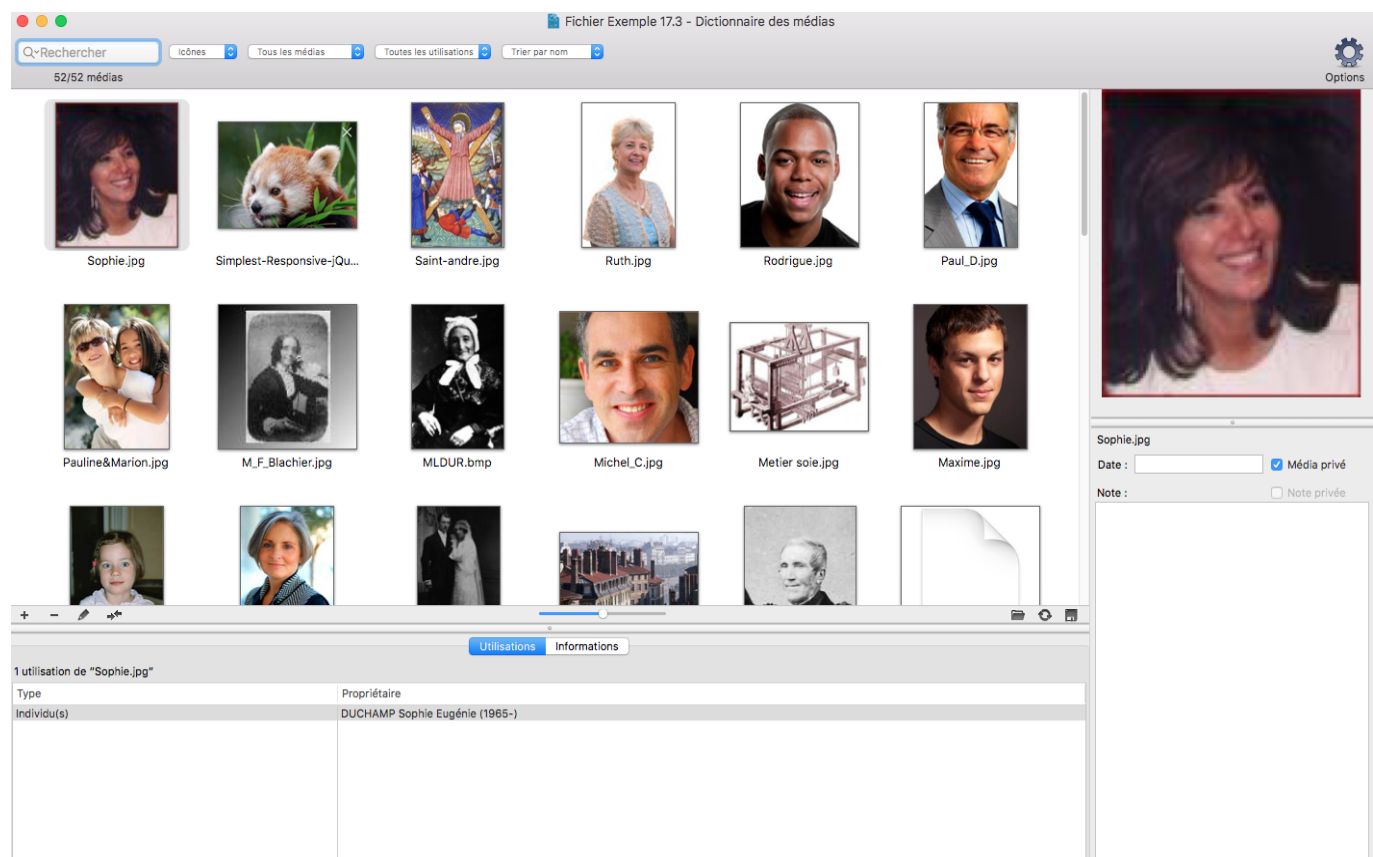 Fichier Exemple 17.3 - Dictionnaire des médias
Rechercher
Icônes
Tous les médias
Toutes les utilisations
Trier par nom
52/52 médias
Options
Sophie.jpg
Simplest-Responsive-jQu...
Saint-andre.jpg
Ruth.jpg
Rodrigue.jpg
Paul_D.jpg
Pauline&Marion.jpg
M_F_Blachier.jpg
MLDUR.bmp
Michel_C.jpg
Metier soie.jpg
Maxime.jpg
Sophie.jpg
Date :
Média privé
Note :
Note privée
Utilisations
Informations
1 utilisation de “Sophie.jpg”
Type
Propriétaire
Individu(s)
DUCHAMP Sophie Eugénie (1965-)